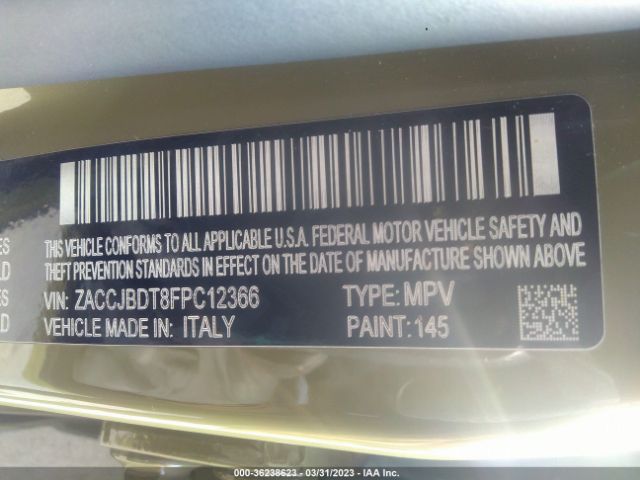 THIS VEHICLE CONFORMS TO ALL APPLICABLE U.S.A. FEDERAL MOTOR VEHICLE SAFETY AND
THEFT PREVENTION STANDARDS IN EFFECT ON THE DATE OF MANUFACTURE SHOWN ABOVE
VIN: ZACCJBDT8FPC12366 TYPE: MPV
VEHICLE MADE IN: ITALY PAINT: 145
000-36238623 - 03/31/2023 - IAA Inc.